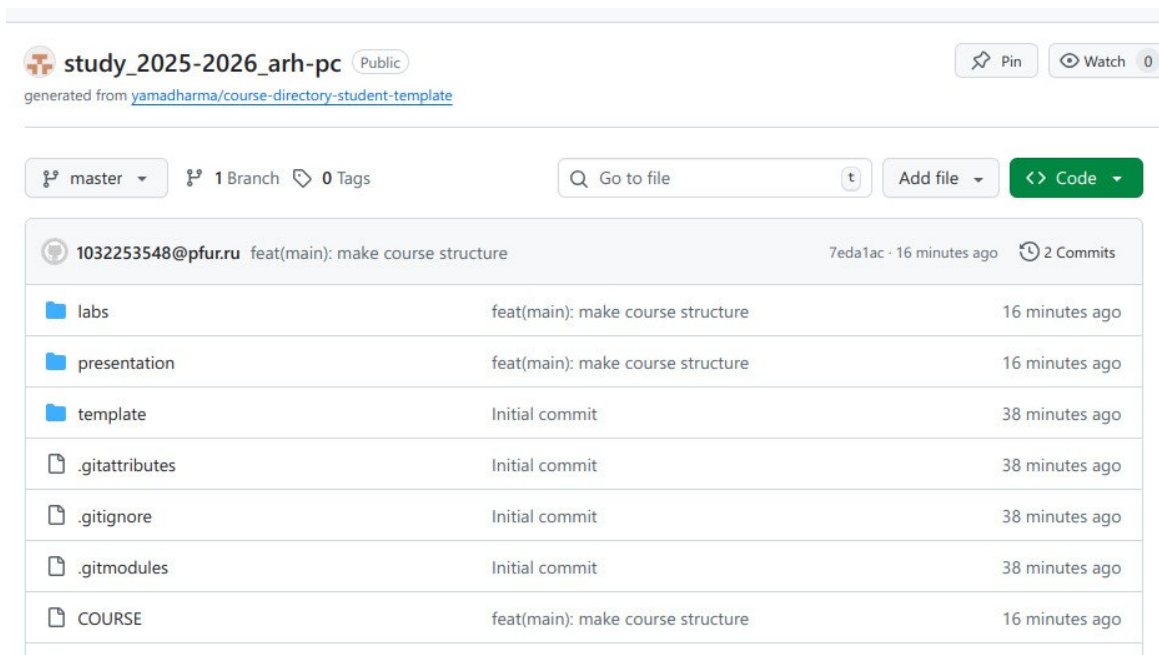 study_2025-2026_arh-pc Public Pin Watch 0
generated from yamadharma/course-directory-student-template
master 1 Branch 0 Tags Go to file t Add file Code
1032253548@pfur.ru feat(main): make course structure 7eda1ac · 16 minutes ago 2 Commits
labs feat(main): make course structure 16 minutes ago
presentation feat(main): make course structure 16 minutes ago
template Initial commit 38 minutes ago
.gitattributes Initial commit 38 minutes ago
.gitignore Initial commit 38 minutes ago
.gitmodules Initial commit 38 minutes ago
COURSE feat(main): make course structure 16 minutes ago